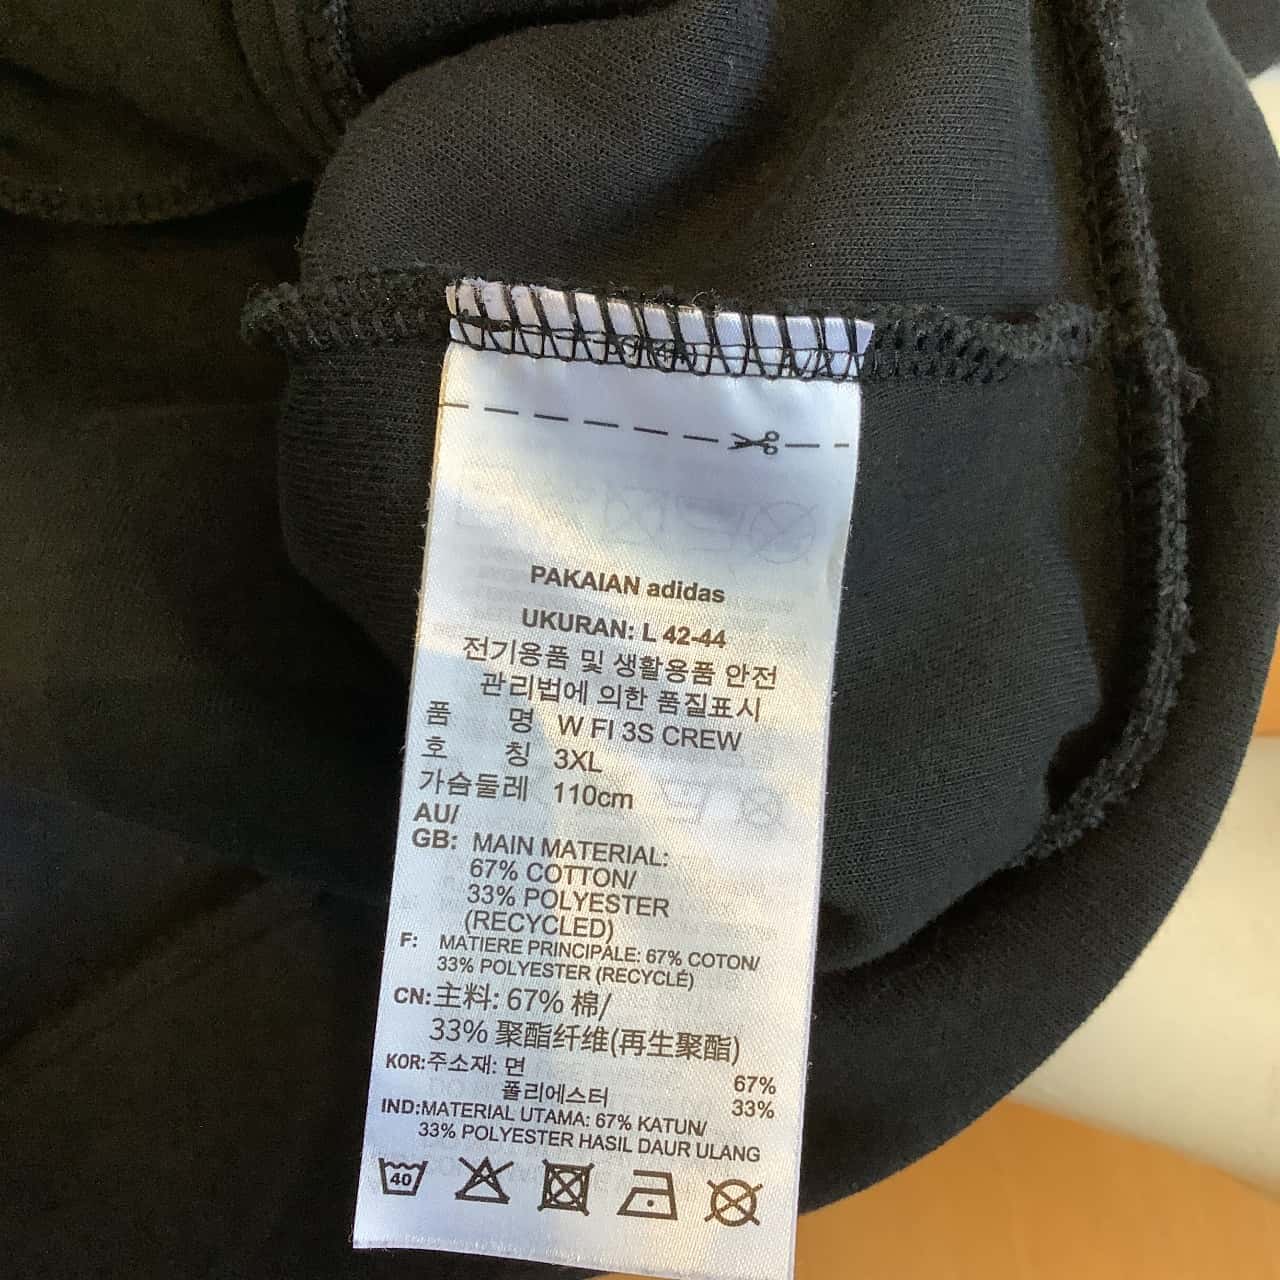 PAKAIAN adidas
UKURAN: L 42-44
전기용품 및 생활용품 안전
관리법에 의한 품질표시
품 명 W FI 3S CREW
호 칭 3XL
가슴둘레 110cm
AU/
GB: MAIN MATERIAL:
67% COTTON/
33% POLYESTER
(RECYCLED)
F: MATIERE PRINCIPALE: 67% COTON/
33% POLYESTER (RECYCLÉ)
CN:主料: 67% 棉/
33% 聚酯纤维(再生聚酯)
KOR:주소재: 면 67%
폴리에스터 33%
IND:MATERIAL UTAMA: 67% KATUN/
33% POLYESTER HASIL DAUR ULANG
40